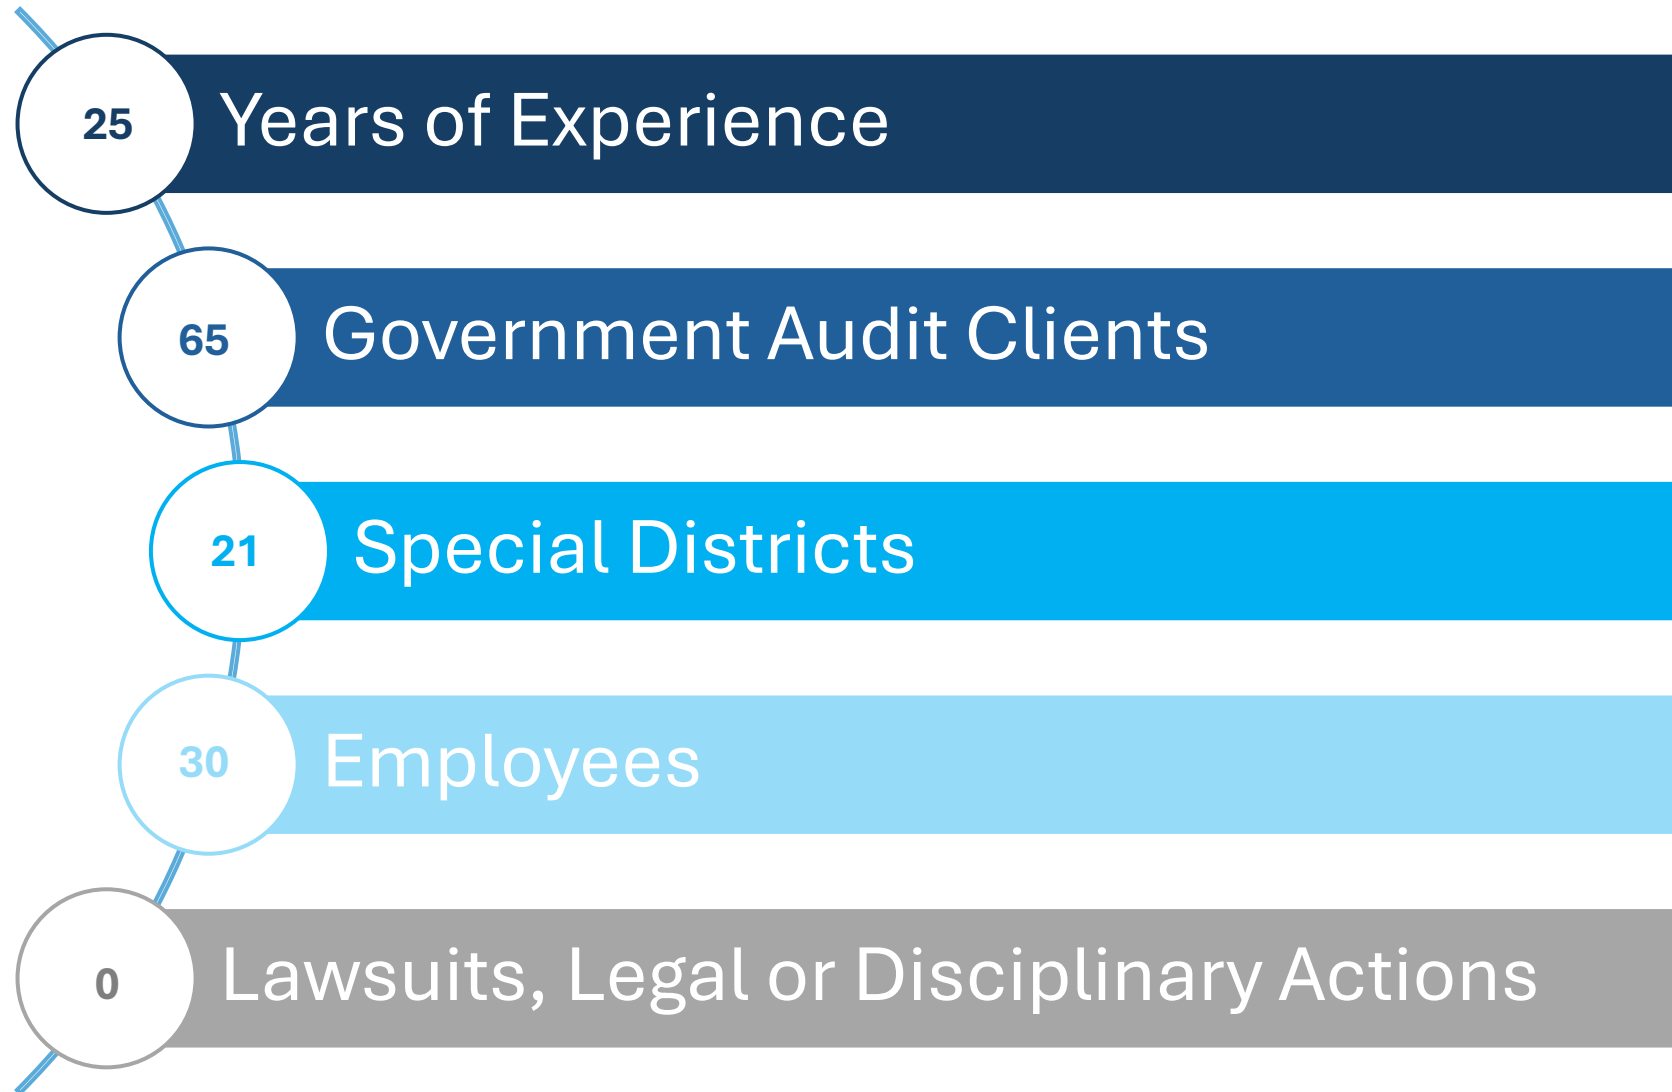 25 Years of Experience
65 Government Audit Clients
21 Special Districts
30 Employees
0 Lawsuits, Legal or Disciplinary Actions